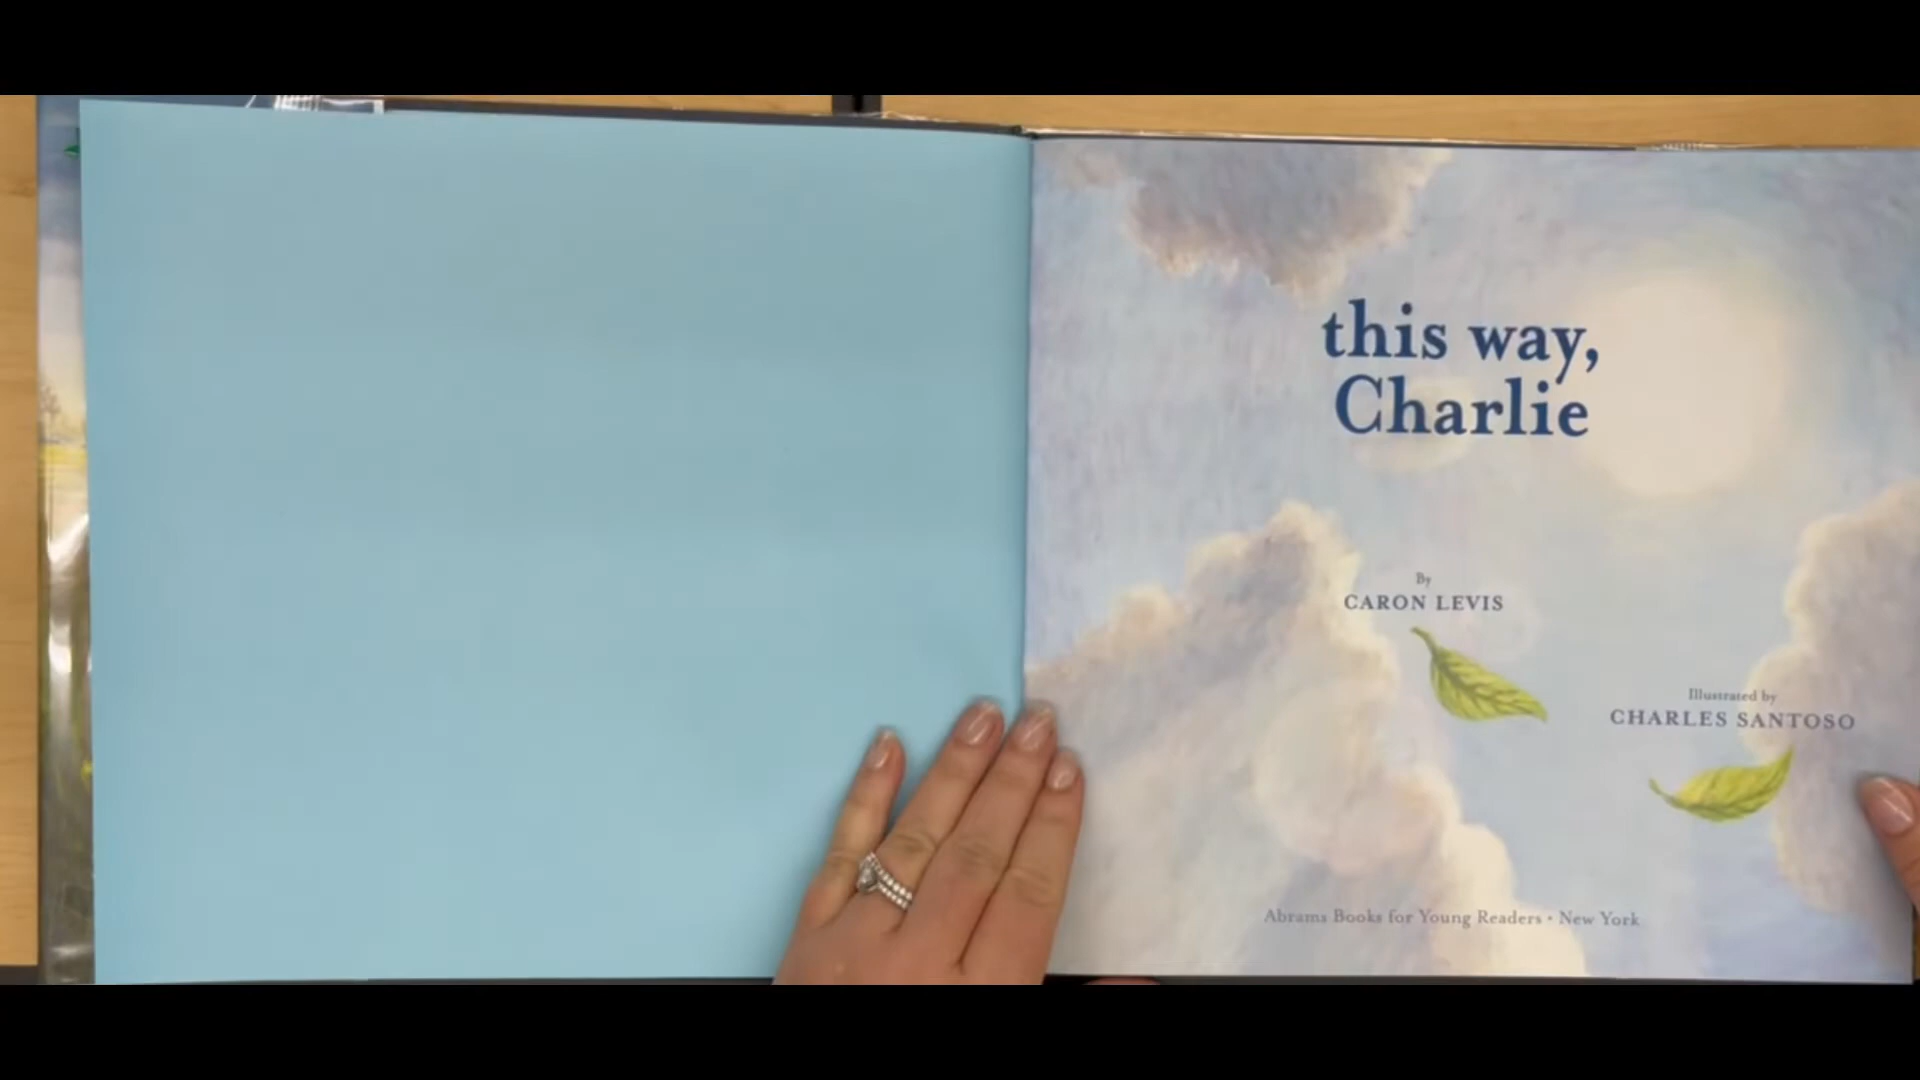 this way,
Charlie
By
CARON LEVIS
Illustrated by
CHARLES SANTOSO
Abrams Books for Young Readers • New York